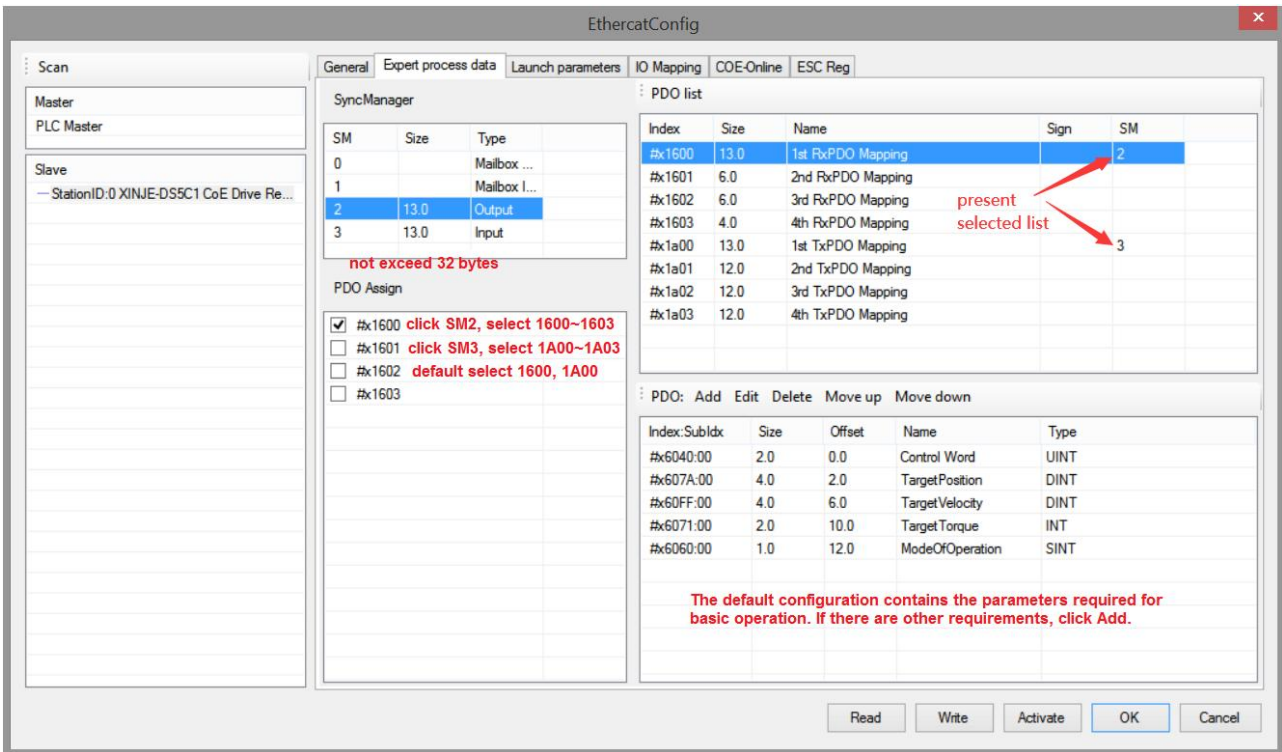 EthercatConfig
Scan
Master
PLC Master
Slave
StationID:0 XINJE-DS5C1 CoE Drive Re...
General Expert process data Launch parameters IO Mapping COE-Online ESC Reg
SyncManager
SM Size Type
0 Mailbox ...
1 Mailbox I...
2 13.0 Output
3 13.0 Input
not exceed 32 bytes
PDO Assign
#x1600 click SM2, select 1600~1603
#x1601 click SM3, select 1A00~1A03
#x1602 default select 1600, 1A00
#x1603
PDO list
Index Size Name Sign SM
#x1600 13.0 1st RxPDO Mapping 2
#x1601 6.0 2nd RxPDO Mapping
#x1602 6.0 3rd RxPDO Mapping
#x1603 4.0 4th RxPDO Mapping
#x1a00 13.0 1st TxPDO Mapping 3
#x1a01 12.0 2nd TxPDO Mapping
#x1a02 12.0 3rd TxPDO Mapping
#x1a03 12.0 4th TxPDO Mapping
present
selected list
PDO: Add Edit Delete Move up Move down
Index:SubIdx Size Offset Name Type
#x6040:00 2.0 0.0 Control Word UINT
#x607A:00 4.0 2.0 TargetPosition DINT
#x60FF:00 4.0 6.0 TargetVelocity DINT
#x6071:00 2.0 10.0 TargetTorque INT
#x6060:00 1.0 12.0 ModeOfOperation SINT
The default configuration contains the parameters required for
basic operation. If there are other requirements, click Add.
Read Write Activate OK Cancel